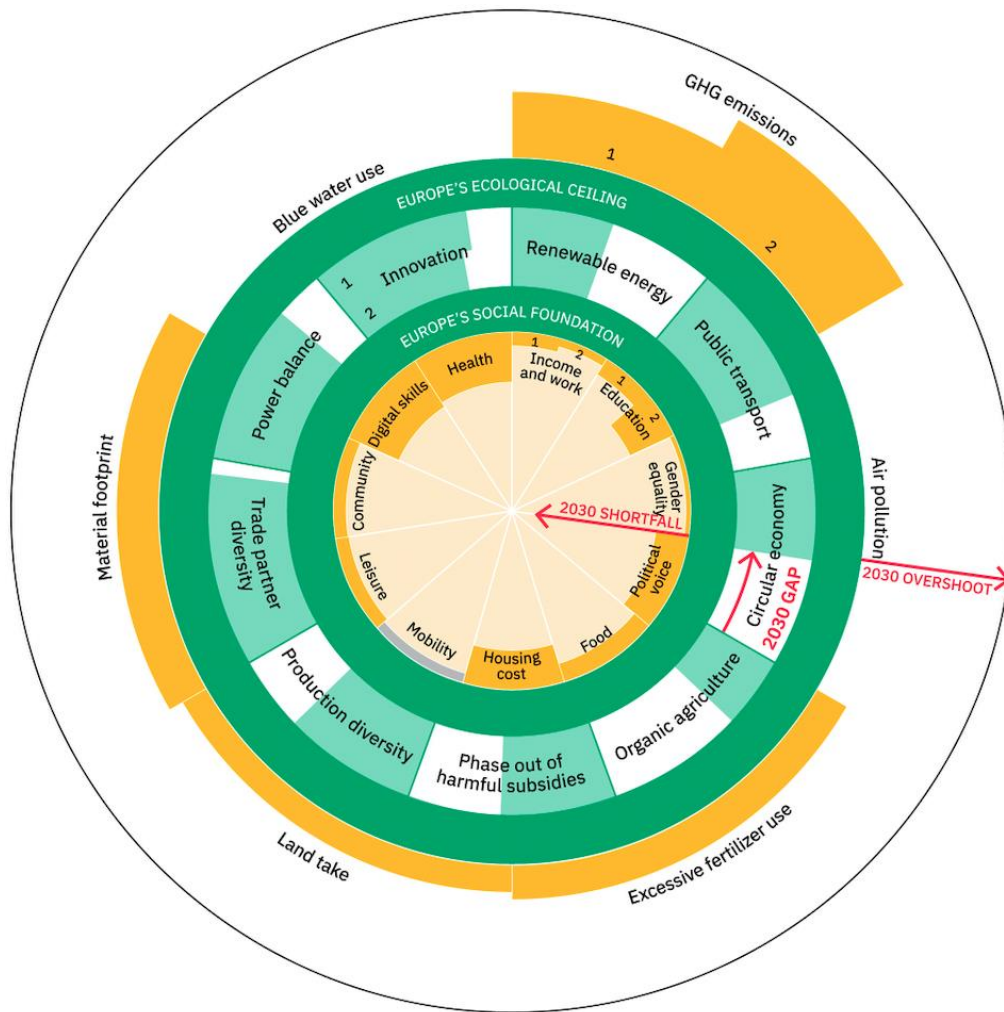 GHG emissions
1
2
Blue water use
EUROPE'S ECOLOGICAL CEILING
1
Innovation
2
Renewable energy
Public transport
Power balance
EUROPE'S SOCIAL FOUNDATION
Health
1
2
Income
and work
1
Education
2
Digital skills
Gender
equality
Community
2030 SHORTFALL
Political
voice
Leisure
Mobility
Housing
cost
Food
Air pollution
2030 OVERSHOOT
Circular economy
2030 GAP
Material footprint
Trade partner
diversity
Production diversity
Phase out of
harmful subsidies
Organic agriculture
Land take
Excessive fertilizer use